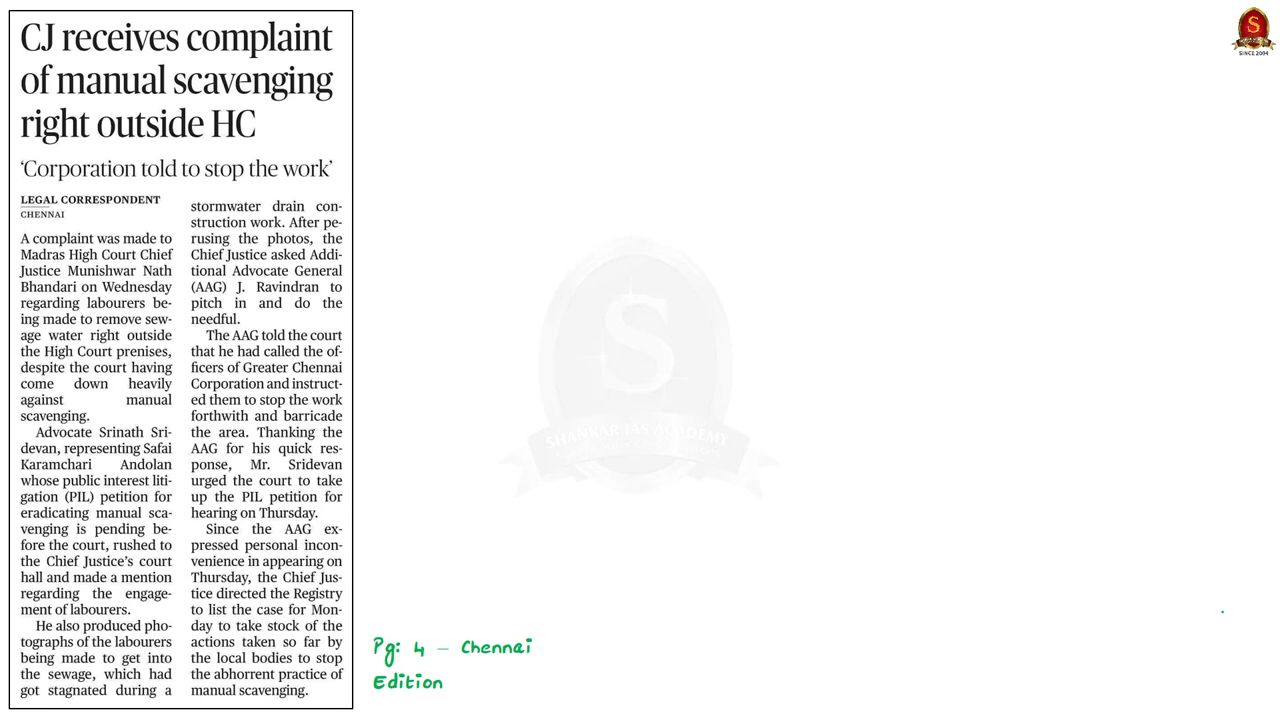 CJ receives complaint
of manual scavenging
right outside HC
‘Corporation told to stop the work’
LEGAL CORRESPONDENT
CHENNAI
A complaint was made to
Madras High Court Chief
Justice Munishwar Nath
Bhandari on Wednesday
regarding labourers be-
ing made to remove sew-
age water right outside
the High Court prenises,
despite the court having
come down heavily
against manual
scavenging.
Advocate Srinath Sri-
devan, representing Safai
Karamchari Andolan
whose public interest liti-
gation (PIL) petition for
eradicating manual sca-
venging is pending be-
fore the court, rushed to
the Chief Justice’s court
hall and made a mention
regarding the engage-
ment of labourers.
He also produced pho-
tographs of the labourers
being made to get into
the sewage, which had
got stagnated during a
stormwater drain con-
struction work. After pe-
rusing the photos, the
Chief Justice asked Addi-
tional Advocate General
(AAG) J. Ravindran to
pitch in and do the
needful.
The AAG told the court
that he had called the of-
ficers of Greater Chennai
Corporation and instruct-
ed them to stop the work
forthwith and barricade
the area. Thanking the
AAG for his quick res-
ponse, Mr. Sridevan
urged the court to take
up the PIL petition for
hearing on Thursday.
Since the AAG ex-
pressed personal incon-
venience in appearing on
Thursday, the Chief Jus-
tice directed the Registry
to list the case for Mon-
day to take stock of the
actions taken so far by
the local bodies to stop
the abhorrent practice of
manual scavenging.
Pg: 4 – Chennai
Edition
S
SINCE 2004
S
SHANKAR IAS ACADEMY